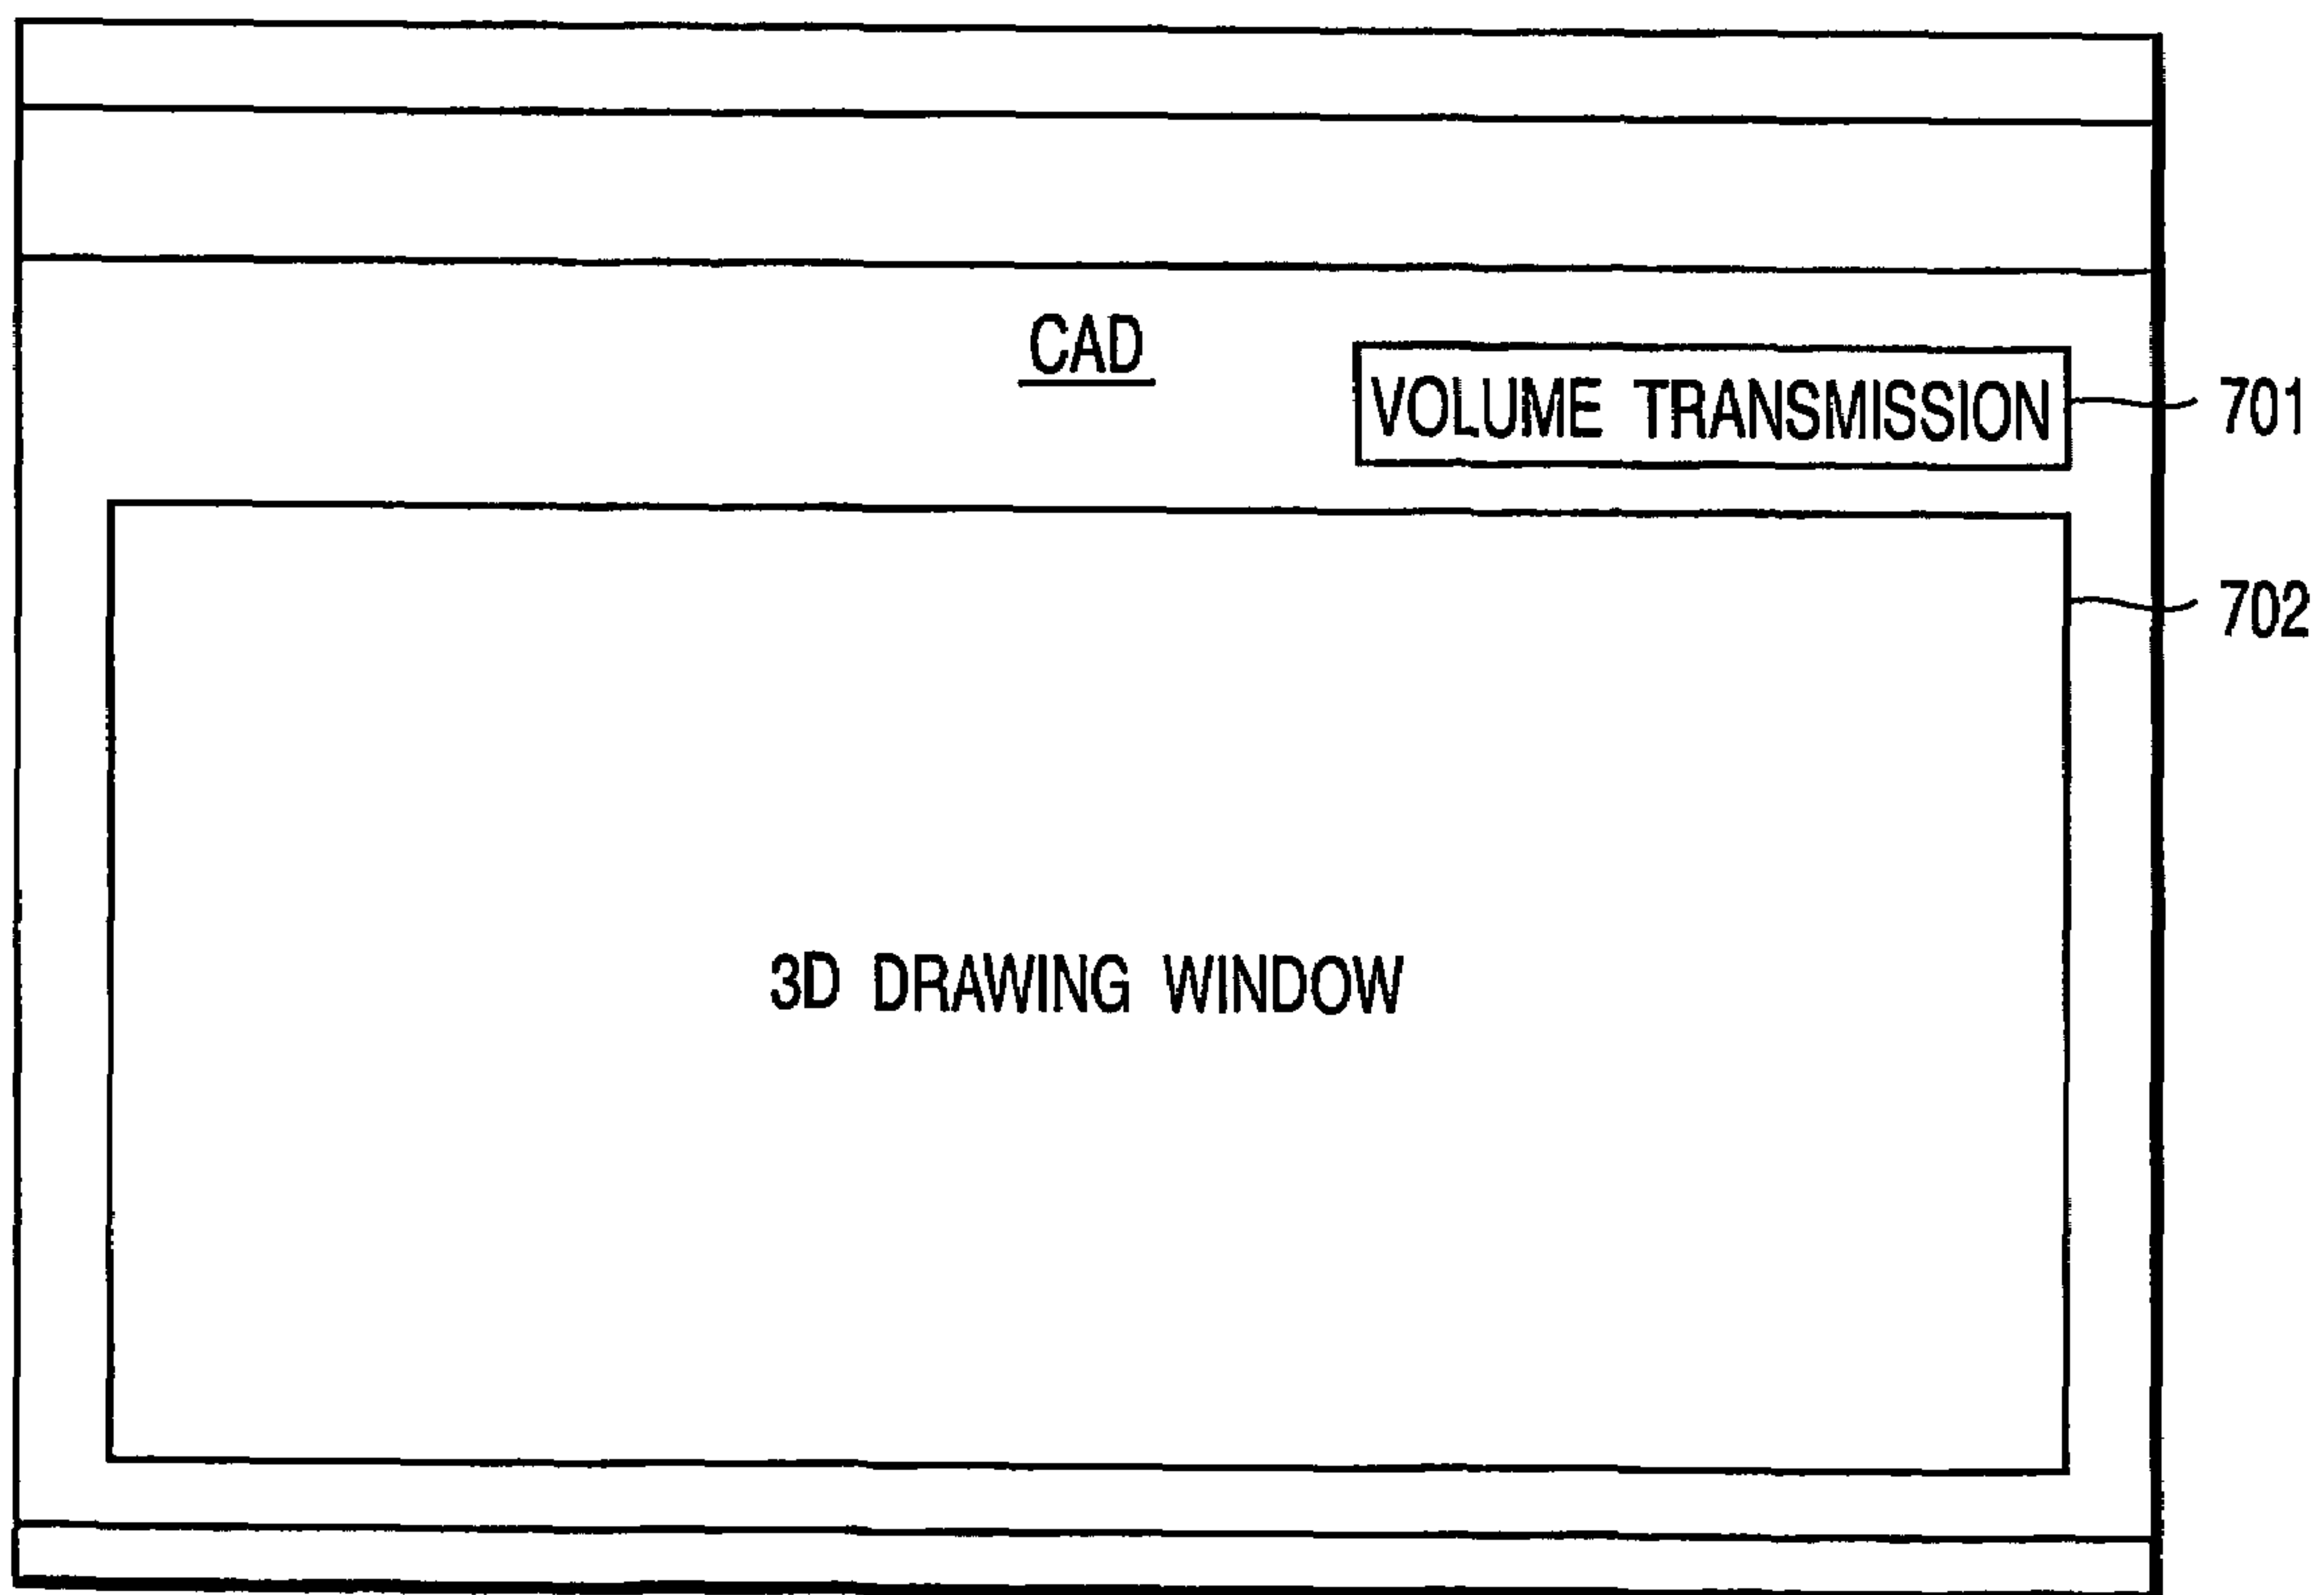 CAD
VOLUME TRANSMISSION
701
702
3D DRAWING WINDOW